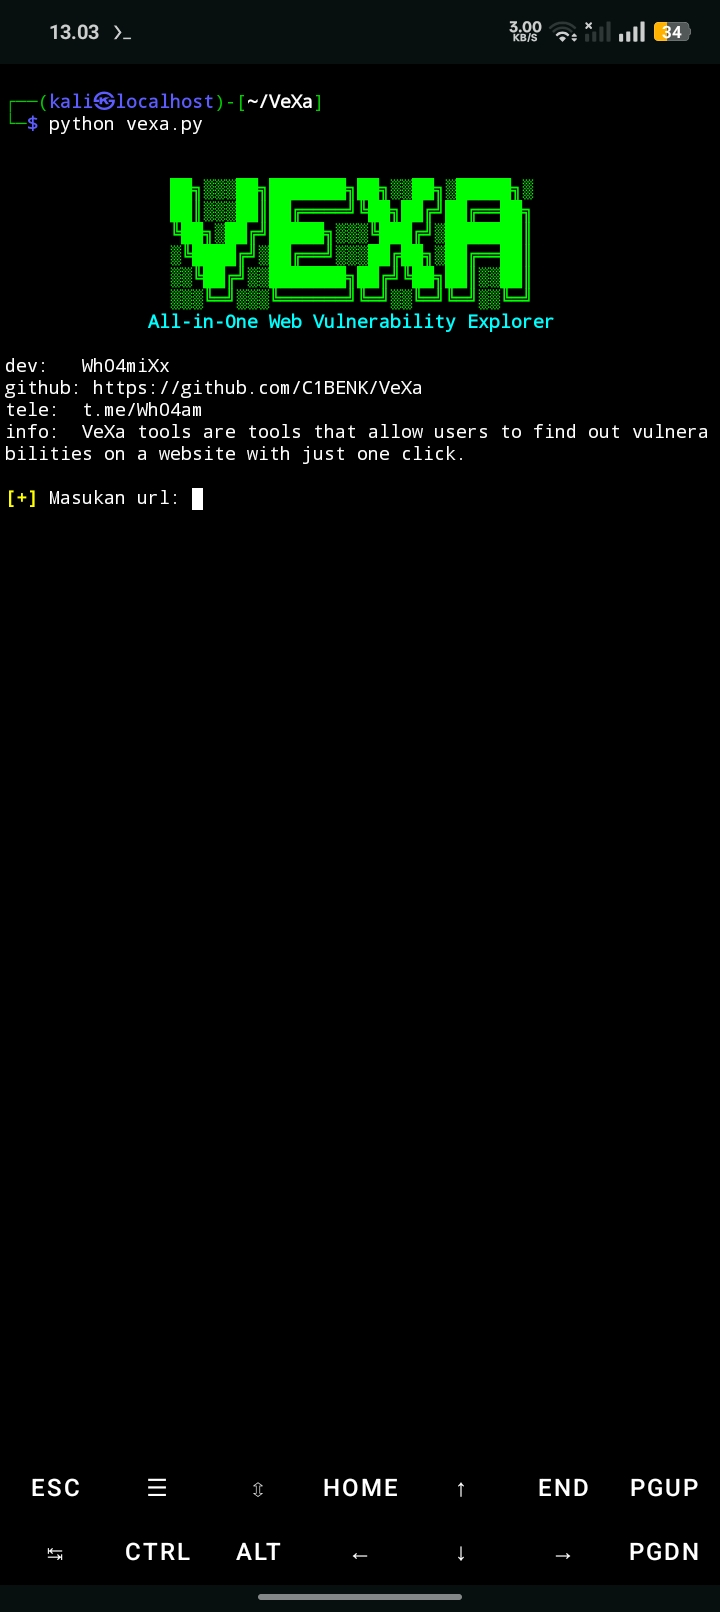 13.03
3.00
KB/S
34
┌──(kali㉿localhost)-[~/VeXa]
└─$ python vexa.py
VEXA
All-in-One Web Vulnerability Explorer
dev: Wh04miXx
github: https://github.com/C1BENK/VeXa
tele: t.me/Wh04am
info: VeXa tools are tools that allow users to find out vulnera
bilities on a website with just one click.
[+] Masukan url:
ESC ☰ ⇳ HOME ↑ END PGUP
↹ CTRL ALT ← ↓ → PGDN